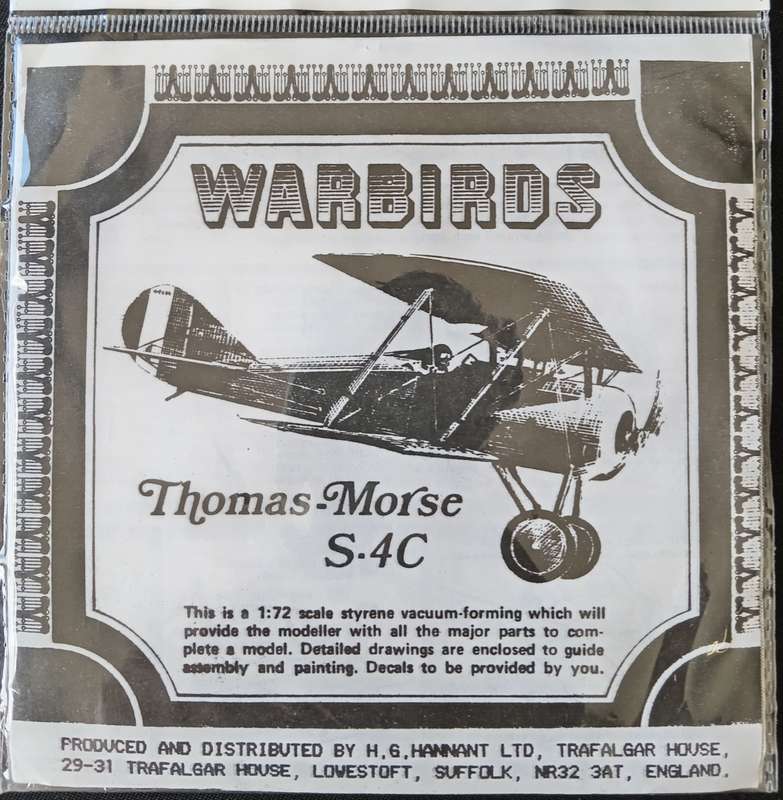 WARBIRDS
Thomas-Morse
S-4C
This is a 1:72 scale styrene vacuum-forming which will
provide the modeller with all the major parts to com-
plete a model. Detailed drawings are enclosed to guide
assembly and painting. Decals to be provided by you.
PRODUCED AND DISTRIBUTED BY H.G.HANNANT LTD, TRAFALGAR HOUSE,
29-31 TRAFALGAR HOUSE, LOWESTOFT, SUFFOLK, NR32 3AT, ENGLAND.